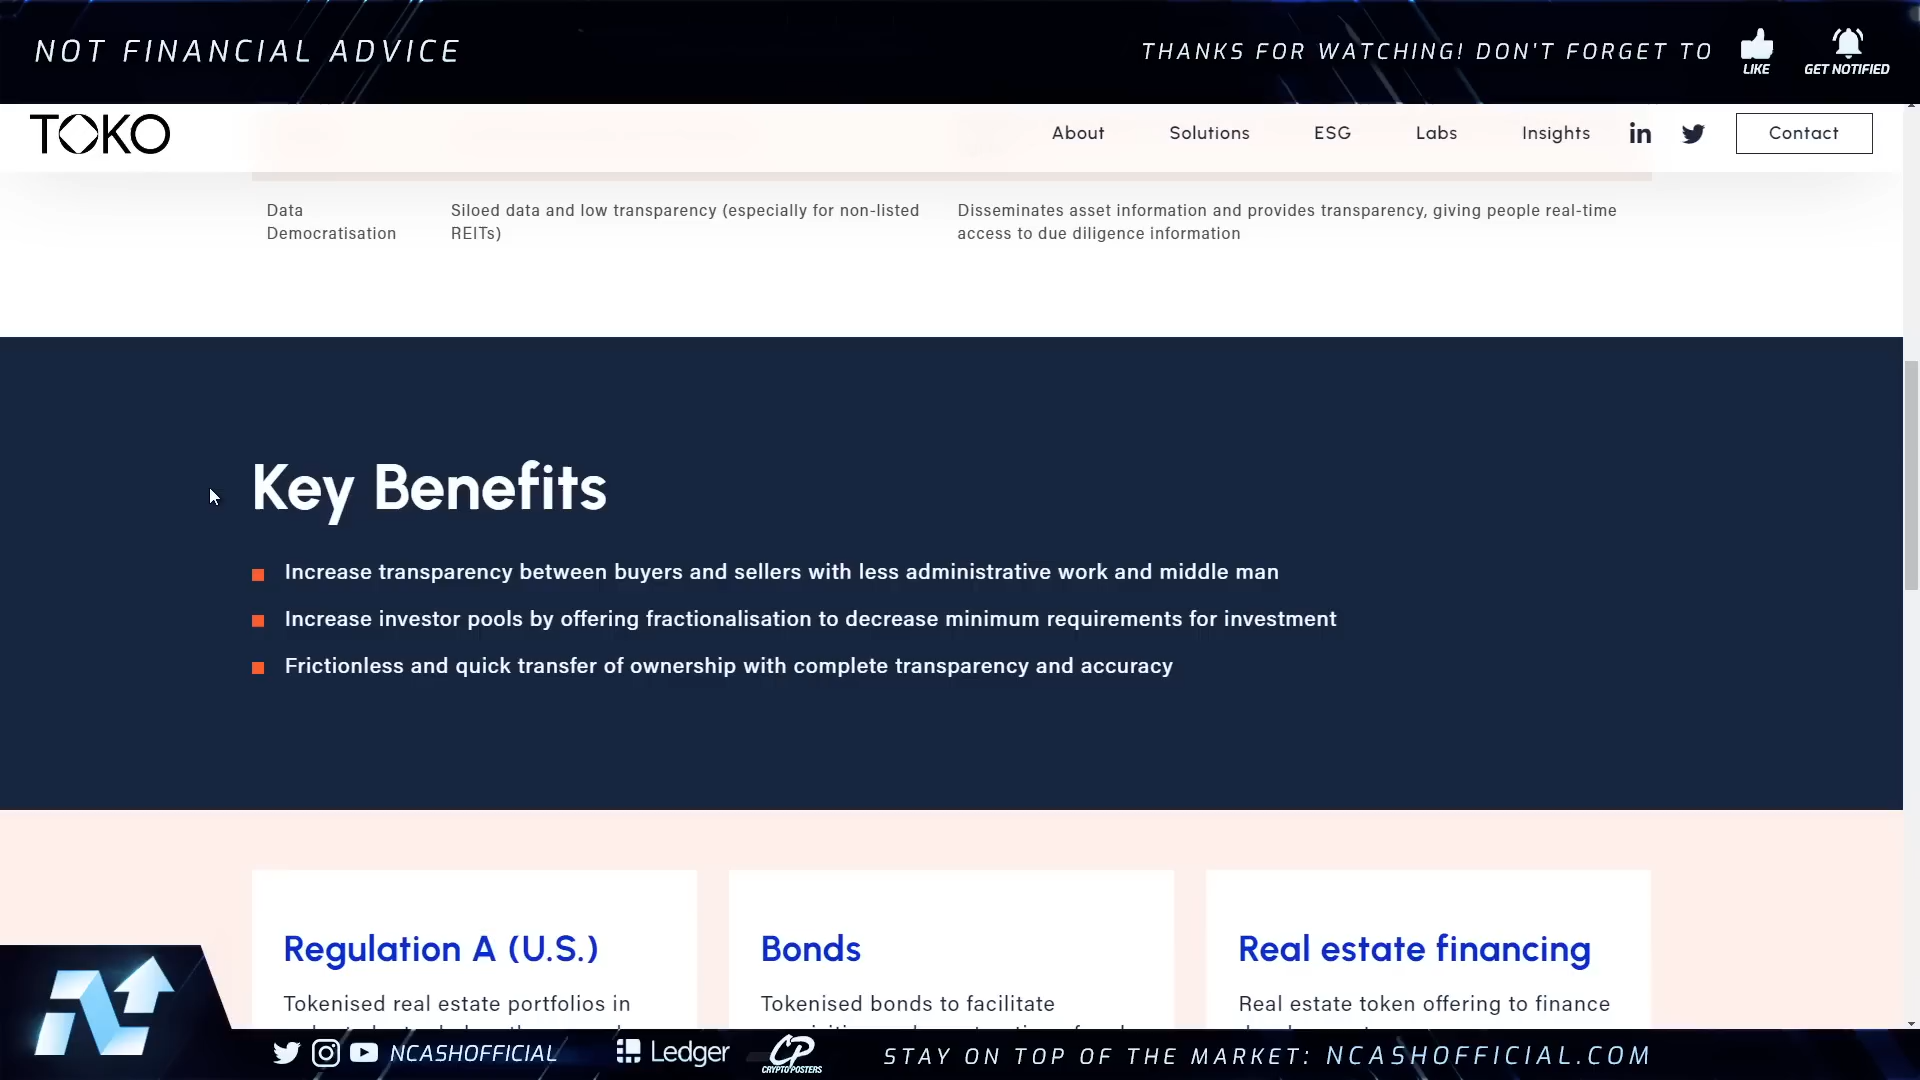 NOT FINANCIAL ADVICE
THANKS FOR WATCHING! DON'T FORGET TO
LIKE
GET NOTIFIED
TOKO
About
Solutions
ESG
Labs
Insights
in
Contact
Data
Democratisation
Siloed data and low transparency (especially for non-listed
REITs)
Disseminates asset information and provides transparency, giving people real-time
access to due diligence information
Key Benefits
Increase transparency between buyers and sellers with less administrative work and middle man
Increase investor pools by offering fractionalisation to decrease minimum requirements for investment
Frictionless and quick transfer of ownership with complete transparency and accuracy
Regulation A (U.S.)
Tokenised real estate portfolios in
Bonds
Tokenised bonds to facilitate
Real estate financing
Real estate token offering to finance
NCASHOFFICIAL
Ledger
CP
CRYPTO POSTERS
STAY ON TOP OF THE MARKET: NCASHOFFICIAL.COM